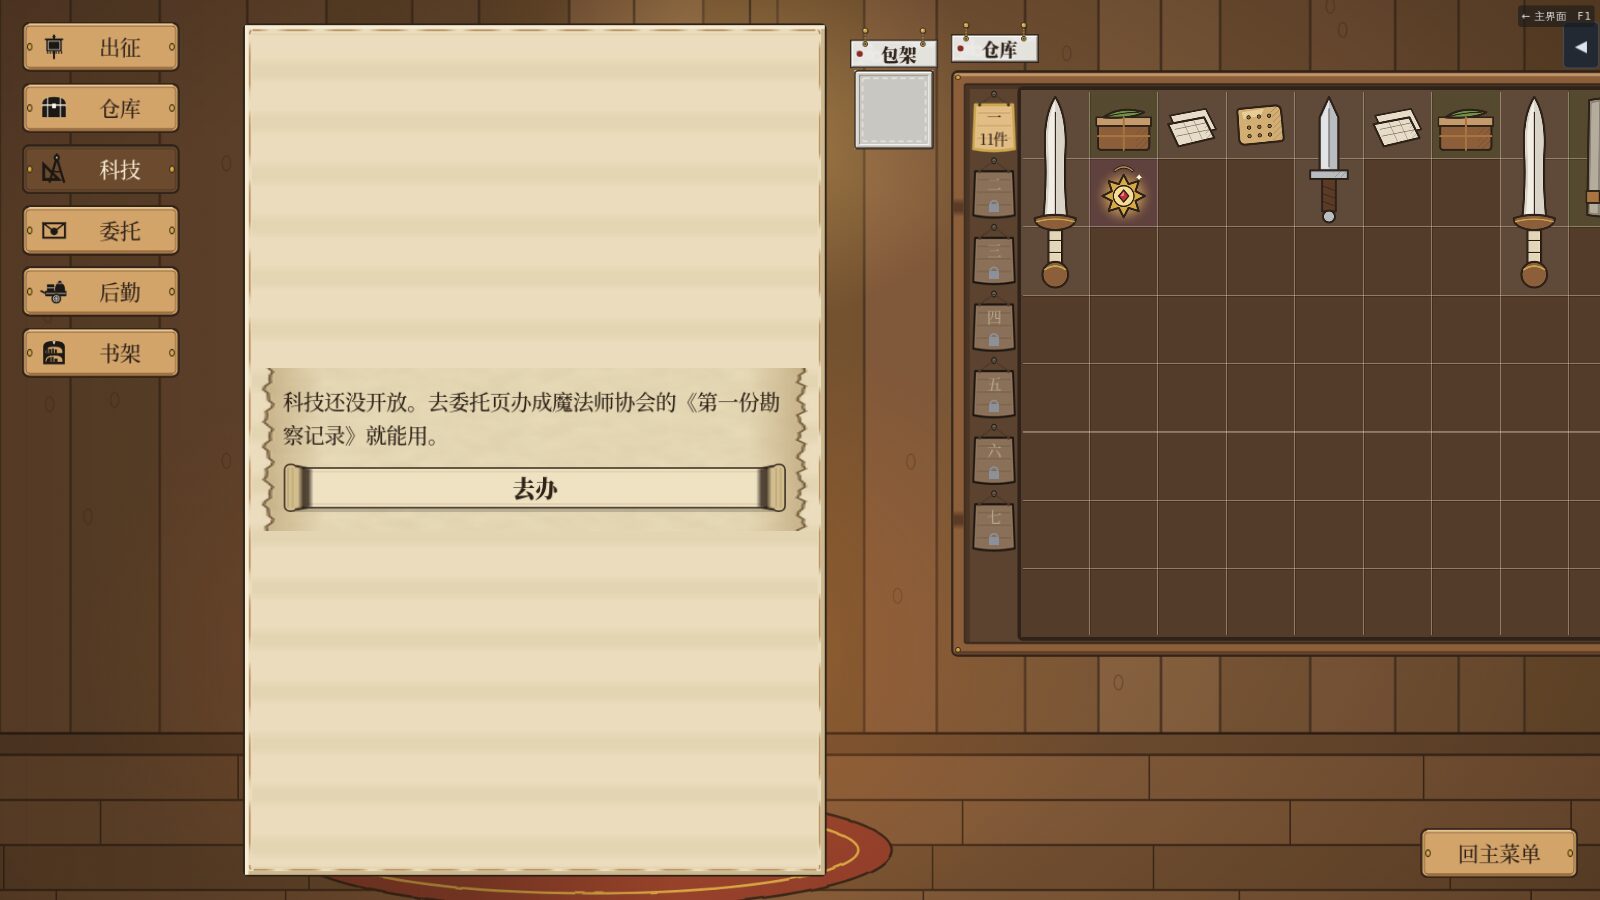 出征
仓库
科技
委托
后勤
书架
科技还没开放。去委托页办成魔法师协会的《第一份勘
察记录》就能用。
去办
包架
仓库
← 主界面 F1
一
11件
二
三
四
五
六
七
回主菜单